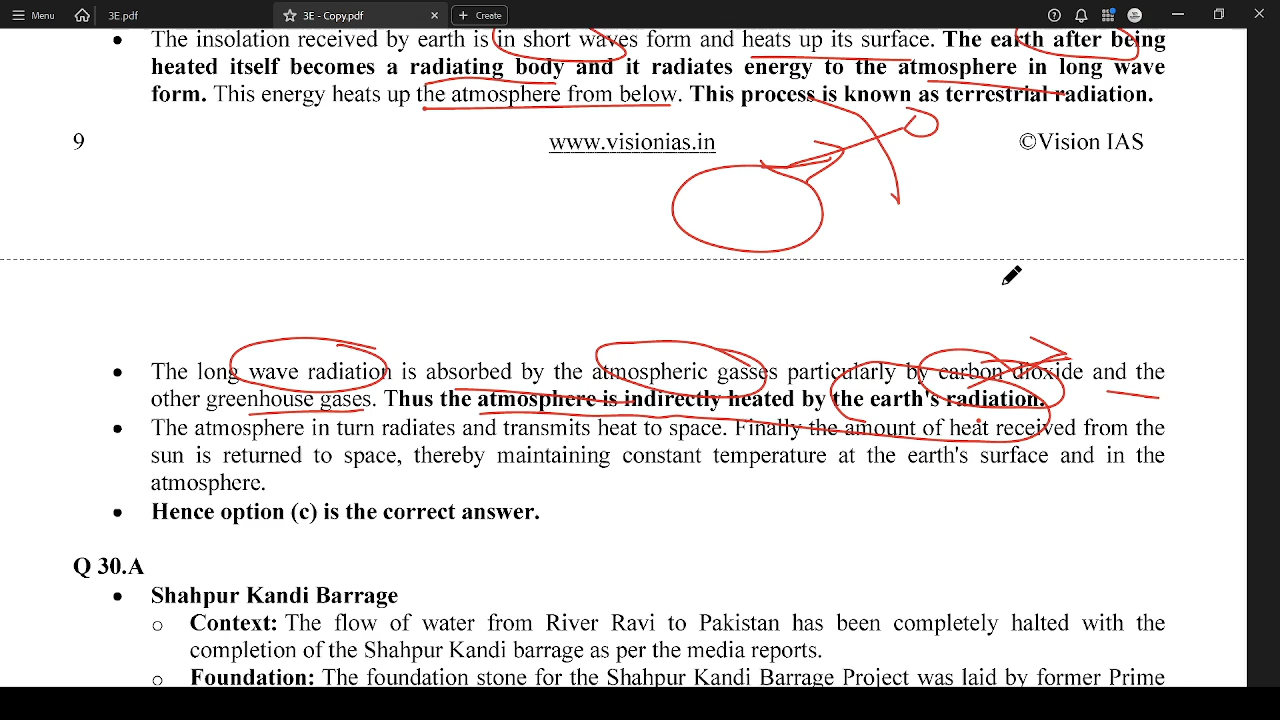 Menu
3E.pdf
3E - Copy.pdf
Create
The insolation received by earth is in short waves form and heats up its surface. The earth after being
heated itself becomes a radiating body and it radiates energy to the atmosphere in long wave
form. This energy heats up the atmosphere from below. This process is known as terrestrial radiation.
9
www.visionias.in
©Vision IAS
• The long wave radiation is absorbed by the atmospheric gasses particularly by carbon dioxide and the
other greenhouse gases. Thus the atmosphere is indirectly heated by the earth's radiation.
• The atmosphere in turn radiates and transmits heat to space. Finally the amount of heat received from the
sun is returned to space, thereby maintaining constant temperature at the earth's surface and in the
atmosphere.
• Hence option (c) is the correct answer.
Q 30.A
• Shahpur Kandi Barrage
o Context: The flow of water from River Ravi to Pakistan has been completely halted with the
completion of the Shahpur Kandi barrage as per the media reports.
o Foundation: The foundation stone for the Shahpur Kandi Barrage Project was laid by former Prime